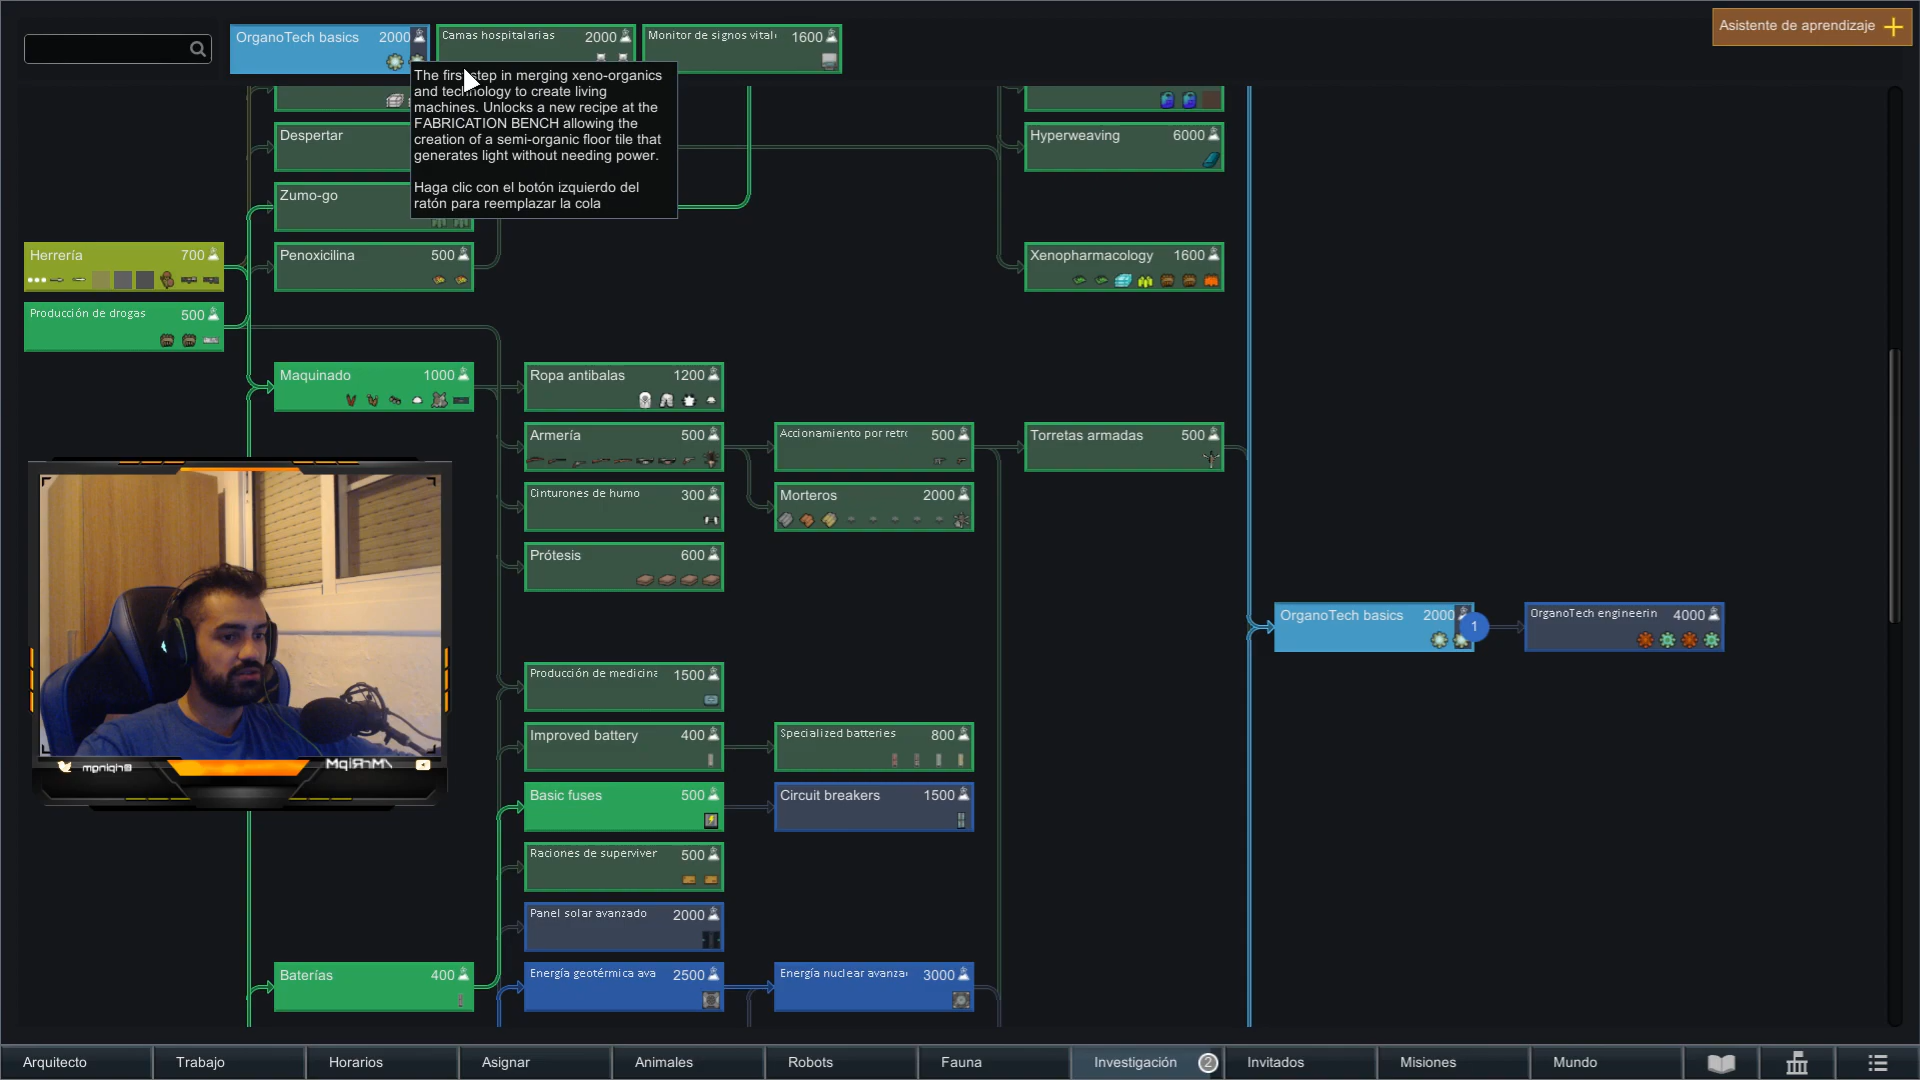 OrganoTech basics 2000
Camas hospitalarias 2000
Monitor de signos vital 1600
Asistente de aprendizaje
The first step in merging xeno-organics
and technology to create living
machines. Unlocks a new recipe at the
FABRICATION BENCH allowing the
creation of a semi-organic floor tile that
generates light without needing power.
Haga clic con el botón izquierdo del
ratón para reemplazar la cola
Despertar
Hyperweaving 6000
Zumo-go
Herrería 700
Penoxicilina 500
Xenopharmacology 1600
Producción de drogas 500
Maquinado 1000
Ropa antibalas 1200
Armería 500
Accionamiento por retro 500
Torretas armadas 500
Cinturones de humo 300
Morteros 2000
Prótesis 600
OrganoTech basics 2000
1
OrganoTech engineerin 4000
Producción de medicina 1500
Improved battery 400
Specialized batteries 800
Basic fuses 500
Circuit breakers 1500
Raciones de superviver 500
Panel solar avanzado 2000
Baterías 400
Energía geotérmica ava 2500
Energía nuclear avanza 3000
Arquitecto
Trabajo
Horarios
Asignar
Animales
Robots
Fauna
Investigación 2
Invitados
Misiones
Mundo